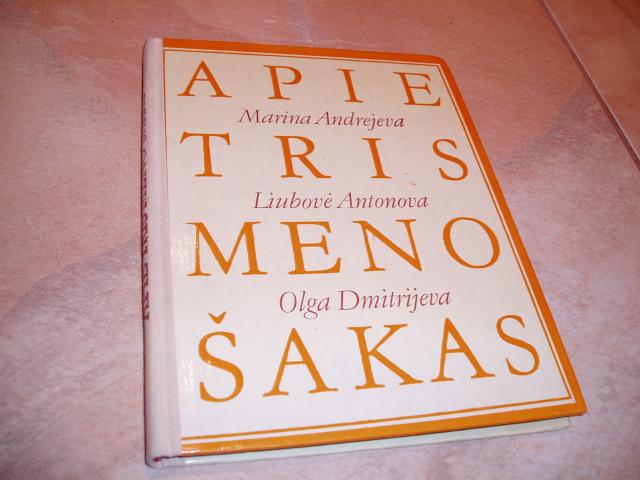 APIE
Marina Andrejeva
TRIS
Liubovė Antonova
MENO
Olga Dmitrijeva
ŠAKAS